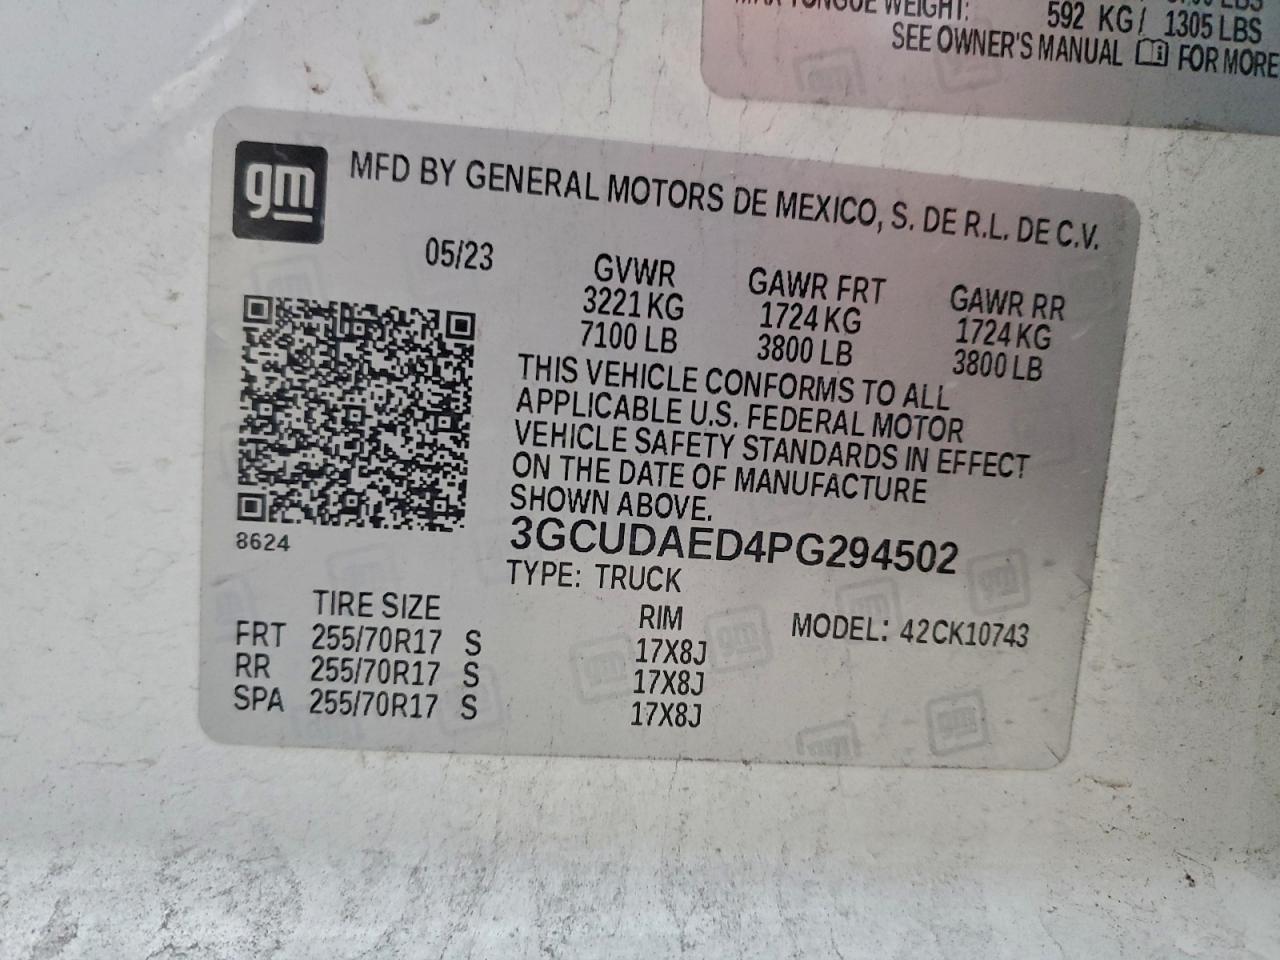 592 KG/ 1305 LBS
SEE OWNER'S MANUAL FOR MORE
gm
MFD BY GENERAL MOTORS DE MEXICO, S. DE R.L. DE C.V.
05/23
GVWR GAWR FRT GAWR RR
3221 KG 1724 KG 1724 KG
7100 LB 3800 LB 3800 LB
THIS VEHICLE CONFORMS TO ALL
APPLICABLE U.S. FEDERAL MOTOR
VEHICLE SAFETY STANDARDS IN EFFECT
ON THE DATE OF MANUFACTURE
SHOWN ABOVE.
3GCUDAED4PG294502
8624
TYPE: TRUCK
TIRE SIZE RIM MODEL: 42CK10743
FRT 255/70R17 S 17X8J
RR 255/70R17 S 17X8J
SPA 255/70R17 S 17X8J